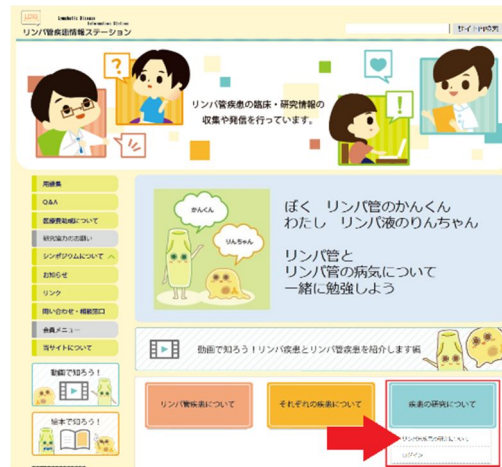 LDIS
Lymphatic Disease
Information Station
リンパ管疾患情報ステーション
サイト内検索
?
!
リンパ管疾患の臨床・研究情報の
収集や発信を行っています。
用語集
Q&A
医療費助成について
研究協力のお願い
シンポジウムについて
お知らせ
リンク
問い合わせ・相談窓口
会員メニュー
当サイトについて
かんくん
りんちゃん
ぼく リンパ管のかんくん
わたし リンパ液のりんちゃん
リンパ管と
リンパ管の病気について
一緒に勉強しよう
動画で知ろう!リンパ疾患とリンパ管疾患を紹介します編
動画で知ろう!
絵本で知ろう!
リンパ管疾患について
それぞれの疾患について
疾患の研究について
ログイン